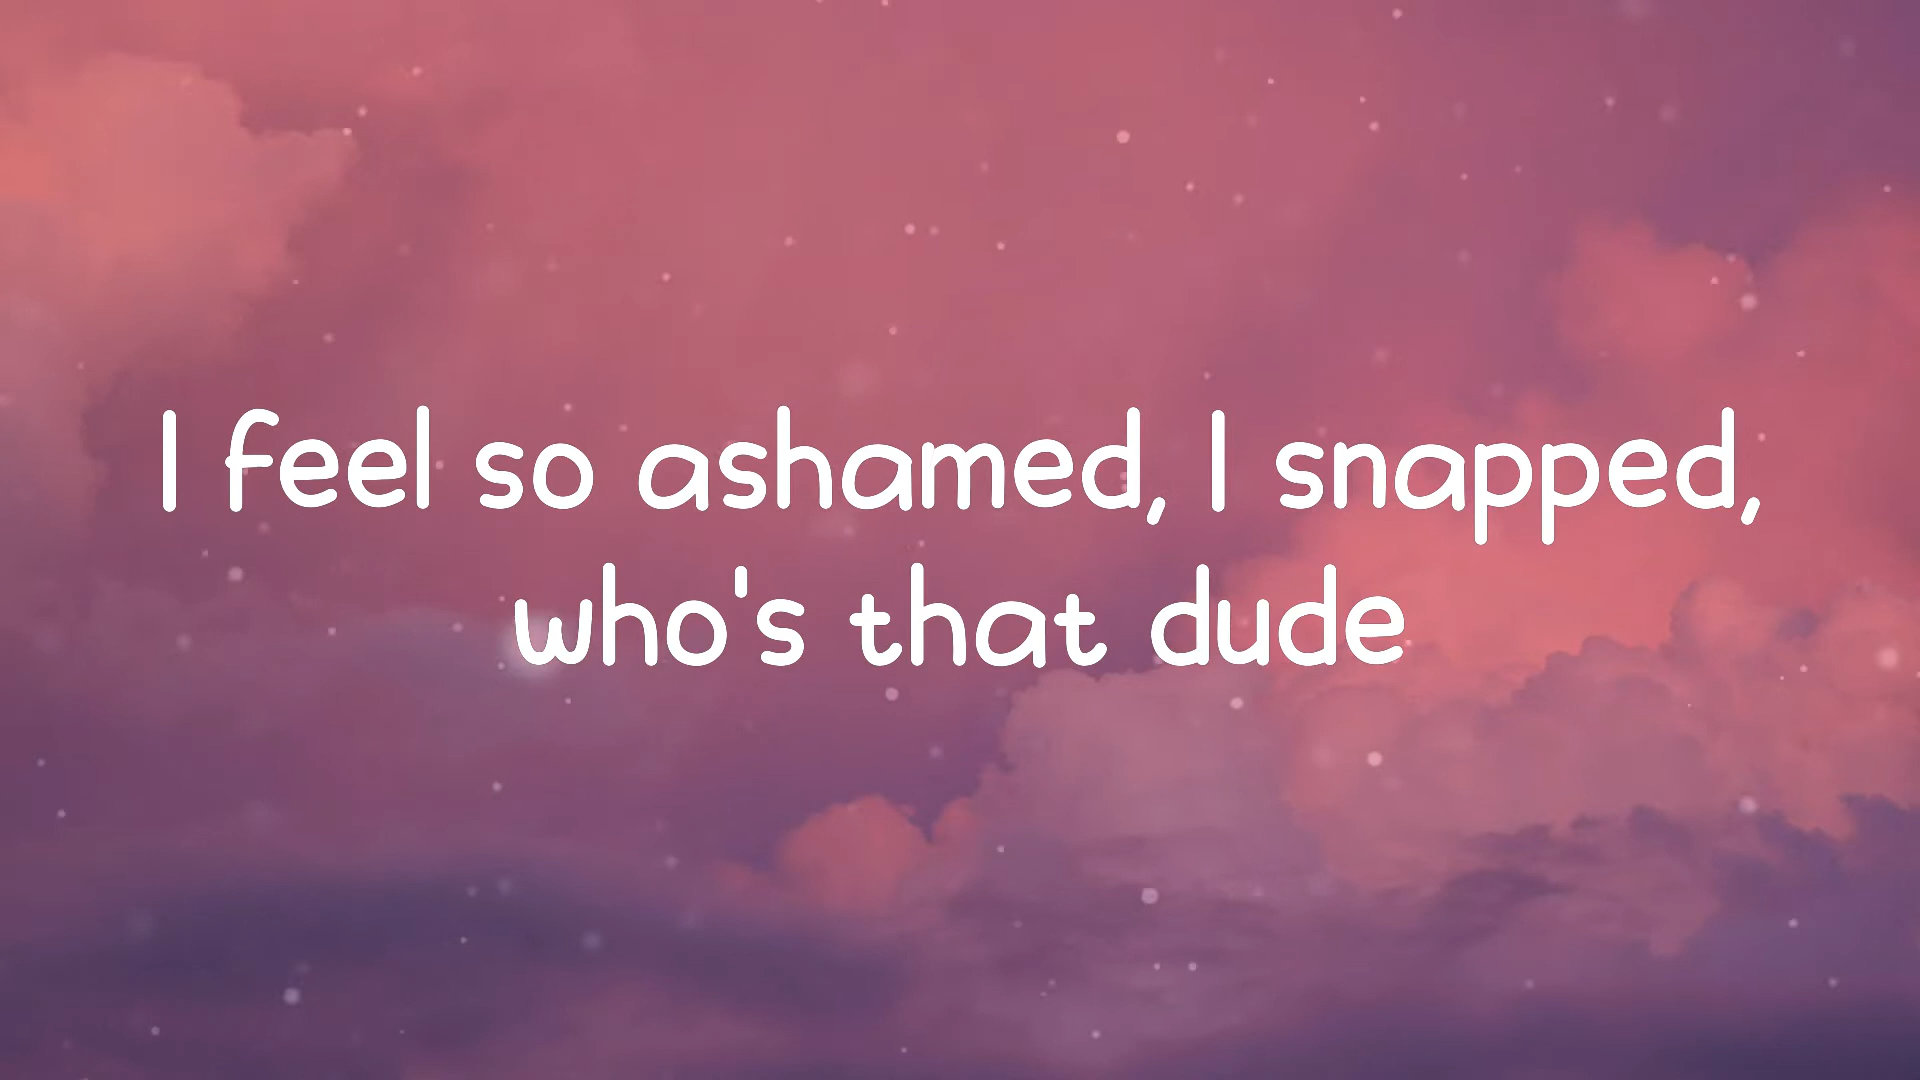 I feel so ashamed, I snapped,
who's that dude